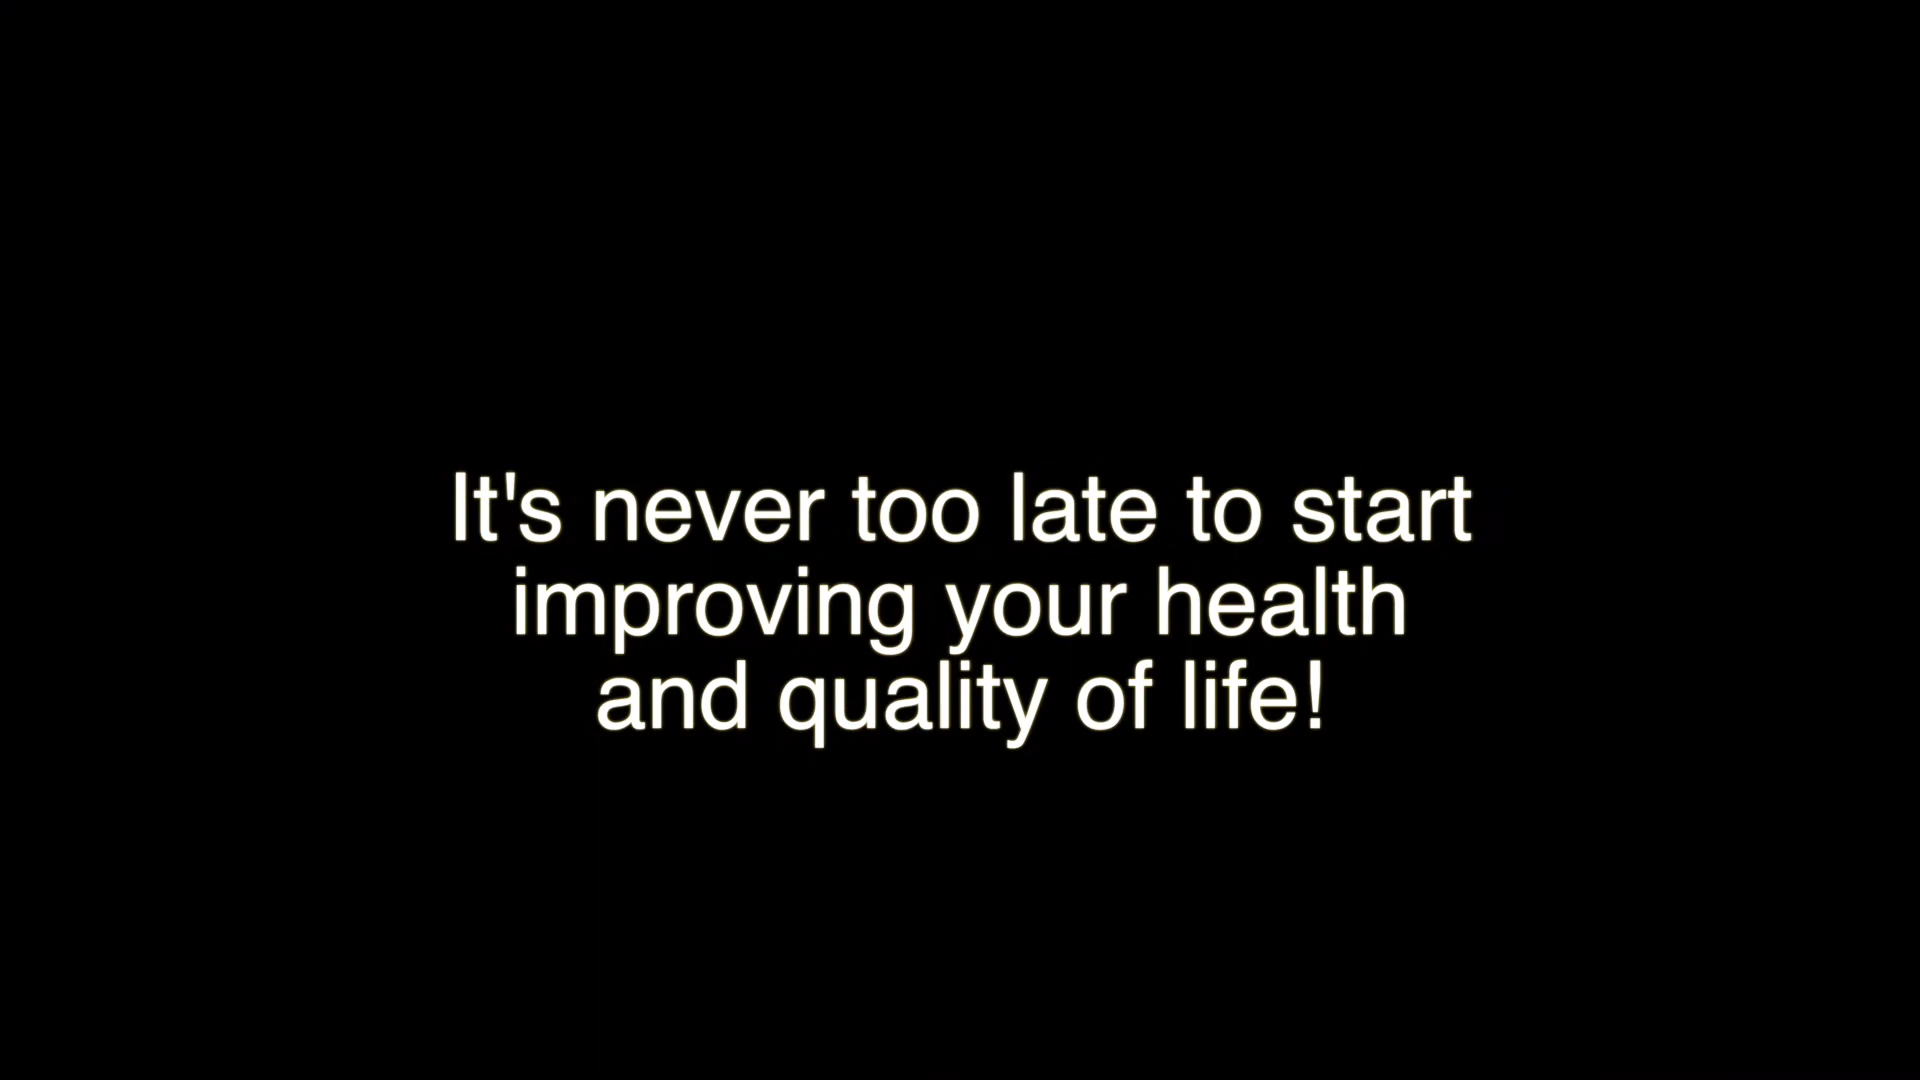 It's never too late to start
improving your health
and quality of life!